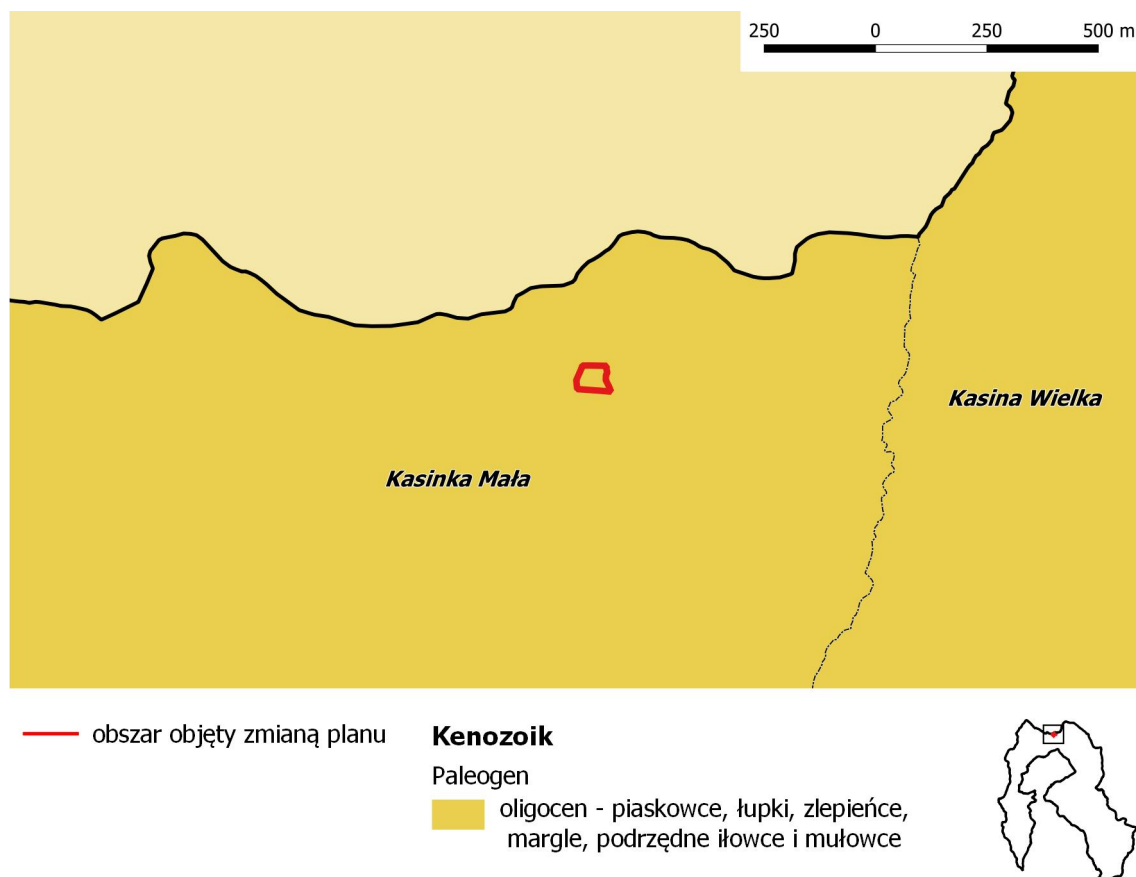 250 0 250 500 m
Kasina Wielka
Kasinka Mała
obszar objęty zmianą planu
Kenozoik
Paleogen
oligocen - piaskowce, łupki, zlepieńce,
margle, podrzędne iłowce i mułowce